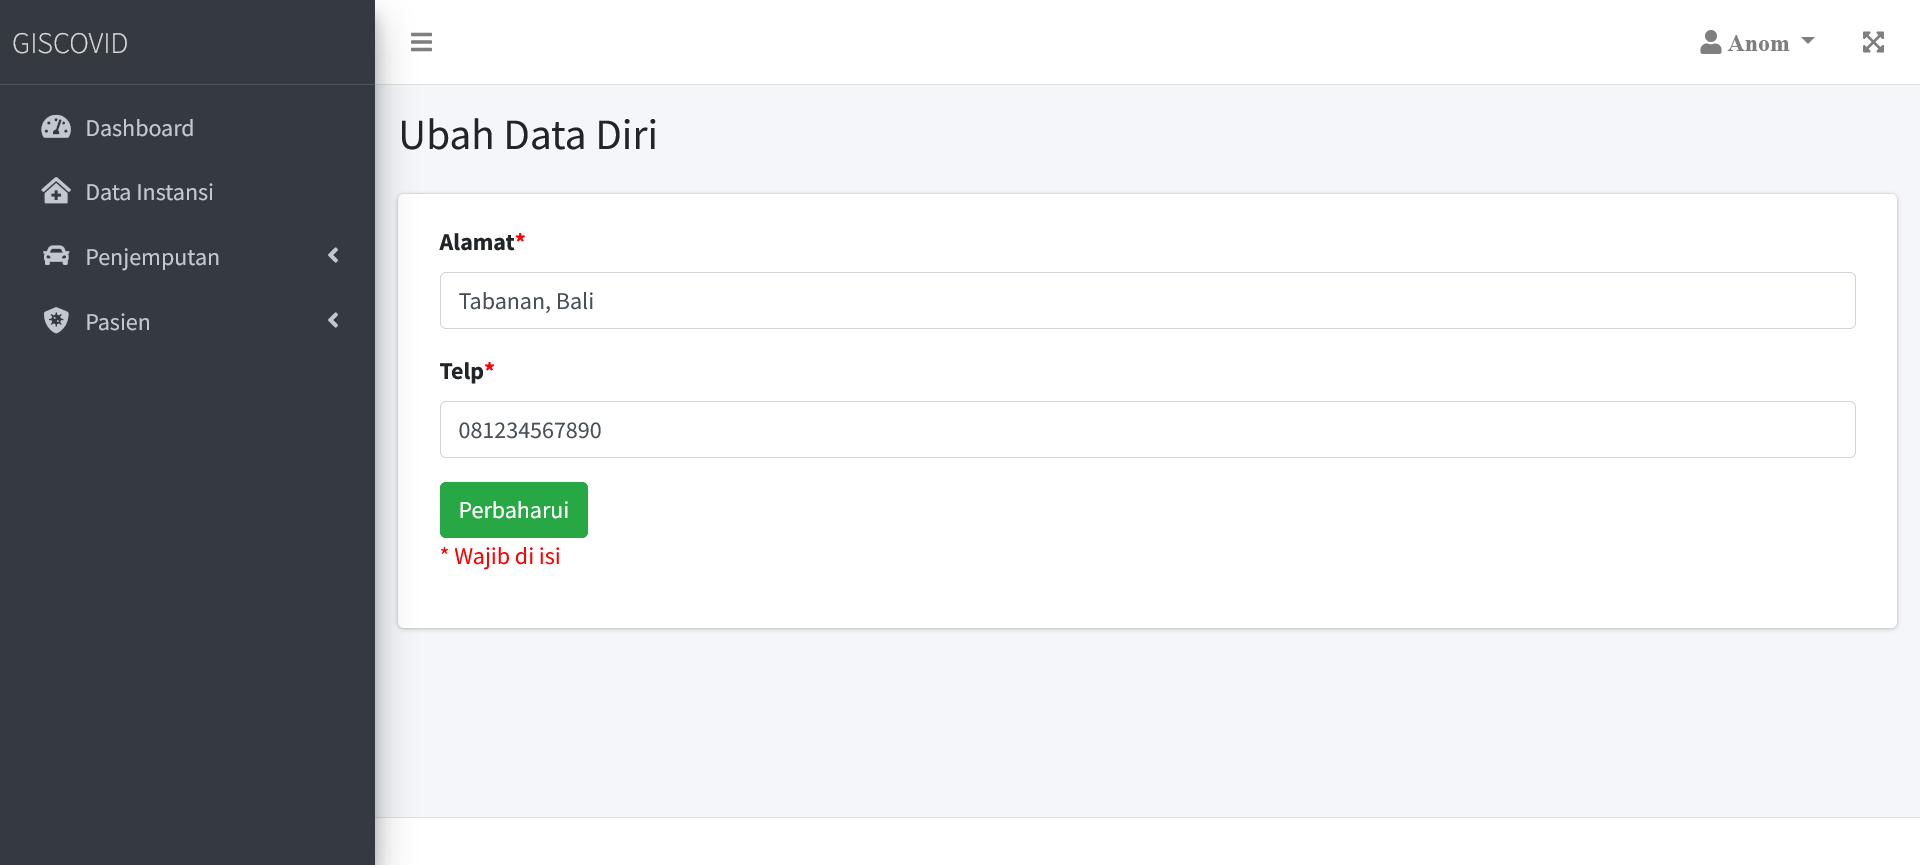 GISCOVID
Anom
Dashboard
Data Instansi
Penjemputan
Pasien
Ubah Data Diri
Alamat*
Tabanan, Bali
Telp*
081234567890
Perbaharui
* Wajib di isi